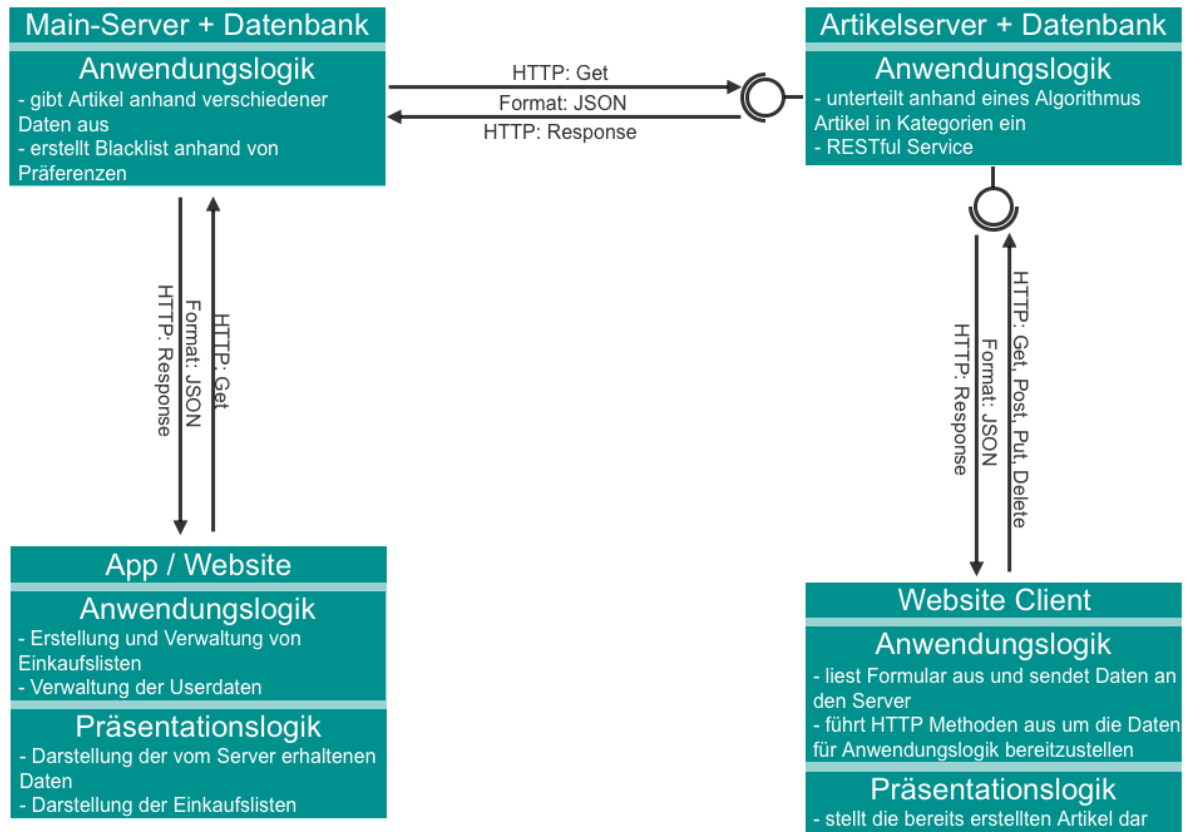 Main-Server + Datenbank
Anwendungslogik
- gibt Artikel anhand verschiedener
Daten aus
- erstellt Blacklist anhand von
Präferenzen
HTTP: Get
Format: JSON
HTTP: Response
Artikelserver + Datenbank
Anwendungslogik
- unterteilt anhand eines Algorithmus
Artikel in Kategorien ein
- RESTful Service
HTTP: Response
Format: JSON
HTTP: Get
HTTP: Response
Format: JSON
HTTP: Get, Post, Put, Delete
App / Website
Anwendungslogik
- Erstellung und Verwaltung von
Einkaufslisten
- Verwaltung der Userdaten
Präsentationslogik
- Darstellung der vom Server erhaltenen
Daten
- Darstellung der Einkaufslisten
Website Client
Anwendungslogik
- liest Formular aus und sendet Daten an
den Server
- führt HTTP Methoden aus um die Daten
für Anwendungslogik bereitzustellen
Präsentationslogik
- stellt die bereits erstellten Artikel dar